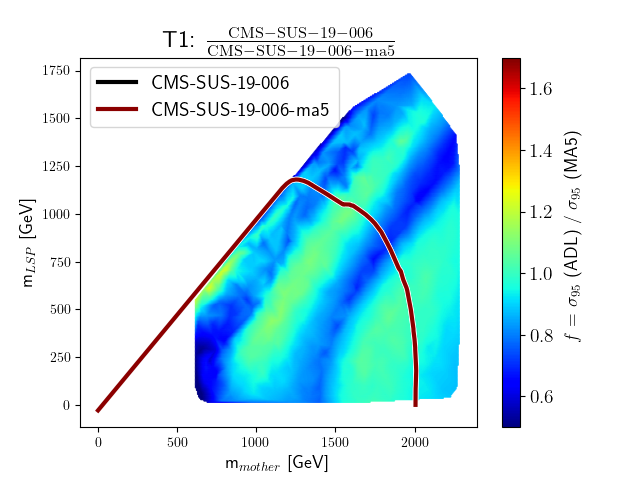 T1: CMS−SUS−19−006
CMS−SUS−19−006−ma5
CMS-SUS-19-006
CMS-SUS-19-006-ma5
1750
1500
1250
1000
750
500
250
0
m_LSP [GeV]
0 500 1000 1500 2000
m_mother [GeV]
1.6
1.4
1.2
1.0
0.8
0.6
f = σ_95 (ADL) / σ_95 (MA5)